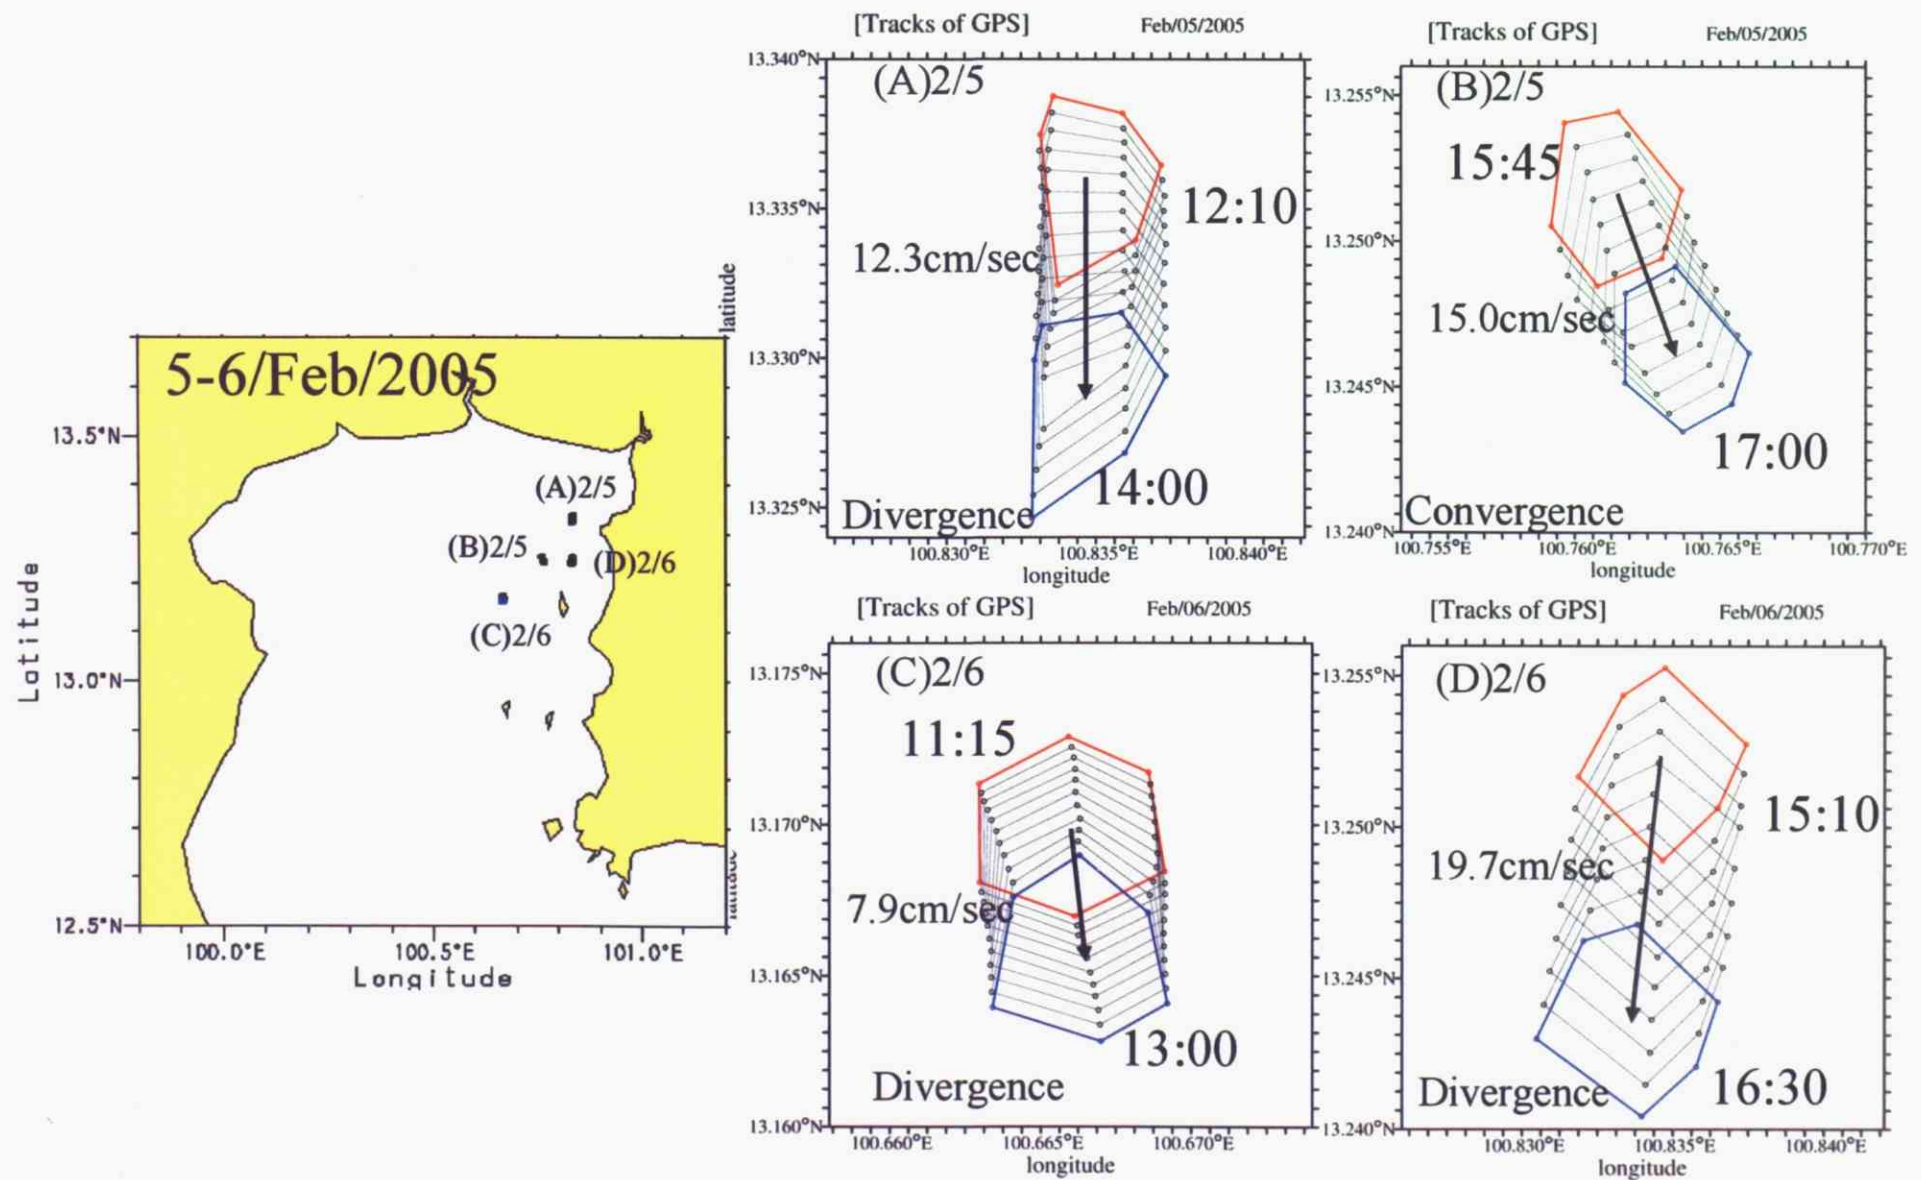 5-6/Feb/2005
13.5°N
13.0°N
12.5°N
Latitude
100.0°E
100.5°E
101.0°E
Longitude
(A)2/5
(B)2/5
(D)2/6
(C)2/6
[Tracks of GPS]
Feb/05/2005
(A)2/5
13.340°N
13.335°N
13.330°N
13.325°N
latitude
12:10
12.3cm/sec
14:00
Divergence
100.830°E
100.835°E
100.840°E
longitude
[Tracks of GPS]
Feb/05/2005
(B)2/5
13.255°N
13.250°N
13.245°N
13.240°N
15:45
15.0cm/sec
17:00
Convergence
100.755°E
100.760°E
100.765°E
100.770°E
longitude
[Tracks of GPS]
Feb/06/2005
(C)2/6
13.175°N
13.170°N
13.165°N
13.160°N
latitude
11:15
7.9cm/sec
13:00
Divergence
100.660°E
100.665°E
100.670°E
longitude
[Tracks of GPS]
Feb/06/2005
(D)2/6
13.255°N
13.250°N
13.245°N
13.240°N
15:10
19.7cm/sec
16:30
Divergence
100.830°E
100.835°E
100.840°E
longitude